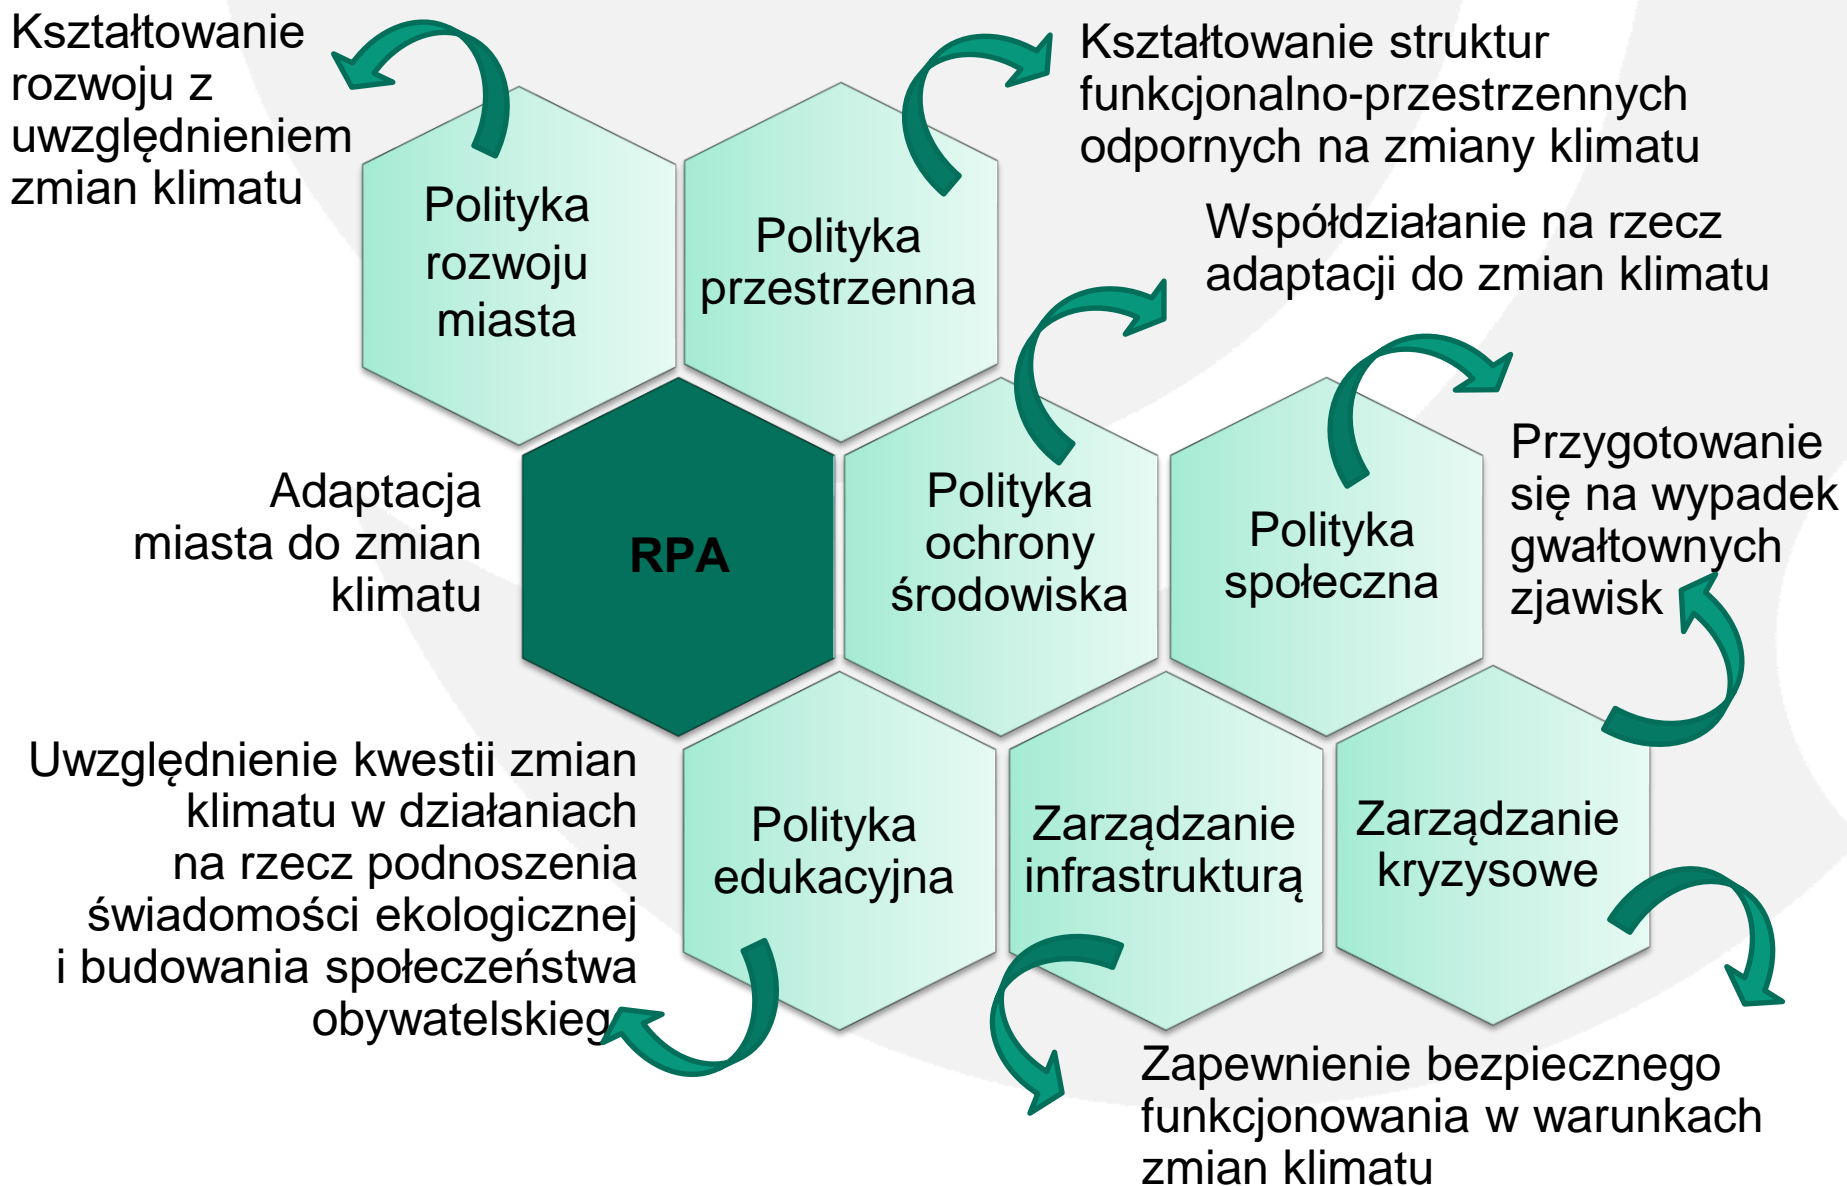 Kształtowanie
rozwoju z
uwzględnieniem
zmian klimatu
Kształtowanie struktur
funkcjonalno-przestrzennych
odpornych na zmiany klimatu
Polityka
rozwoju
miasta
Polityka
przestrzenna
Współdziałanie na rzecz
adaptacji do zmian klimatu
Adaptacja
miasta do zmian
klimatu
RPA
Polityka
ochrony
środowiska
Polityka
społeczna
Przygotowanie
się na wypadek
gwałtownych
zjawisk
Uwzględnienie kwestii zmian
klimatu w działaniach
na rzecz podnoszenia
świadomości ekologicznej
i budowania społeczeństwa
obywatelskieg
Polityka
edukacyjna
Zarządzanie
infrastrukturą
Zarządzanie
kryzysowe
Zapewnienie bezpiecznego
funkcjonowania w warunkach
zmian klimatu